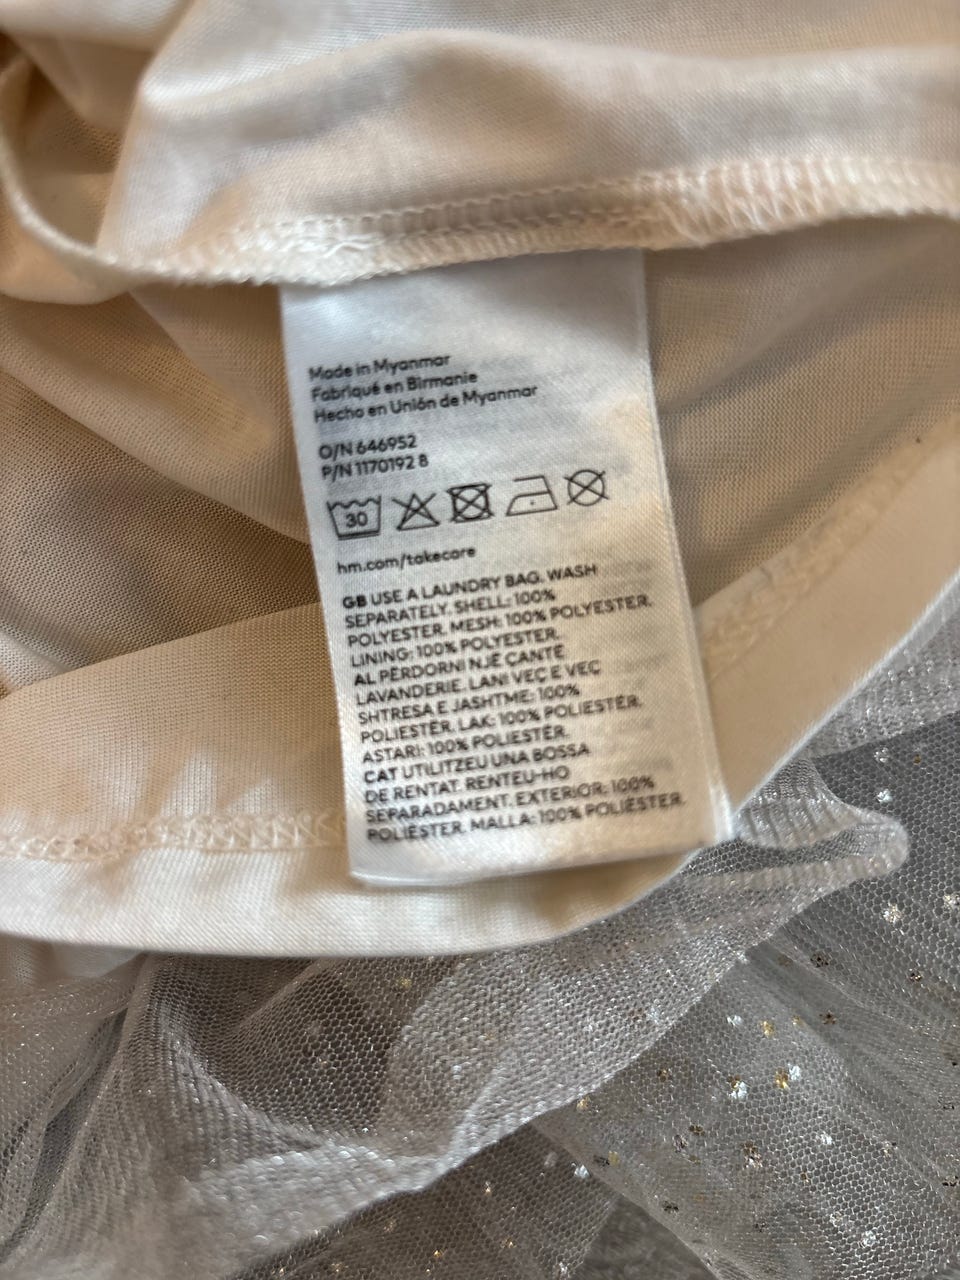 Made in Myanmar
Fabriqué en Birmanie
Hecho en Unión de Myanmar
O/N 646952
P/N 1170192 8
30
hm.com/takecare
GB USE A LAUNDRY BAG. WASH
SEPARATELY. SHELL: 100%
POLYESTER. MESH: 100% POLYESTER.
LINING: 100% POLYESTER.
AL PËRDORNI NJË ÇANTË
LAVANDERIE. LANI VEÇ E VEÇ
SHTRESA E JASHTME: 100%
POLIESTËR. LAK: 100% POLIESTËR.
ASTARI: 100% POLIESTËR.
CAT UTILITZEU UNA BOSSA
DE RENTAT. RENTEU-HO
SEPARADAMENT. EXTERIOR: 100%
POLIÈSTER. MALLA: 100% POLIÈSTER.